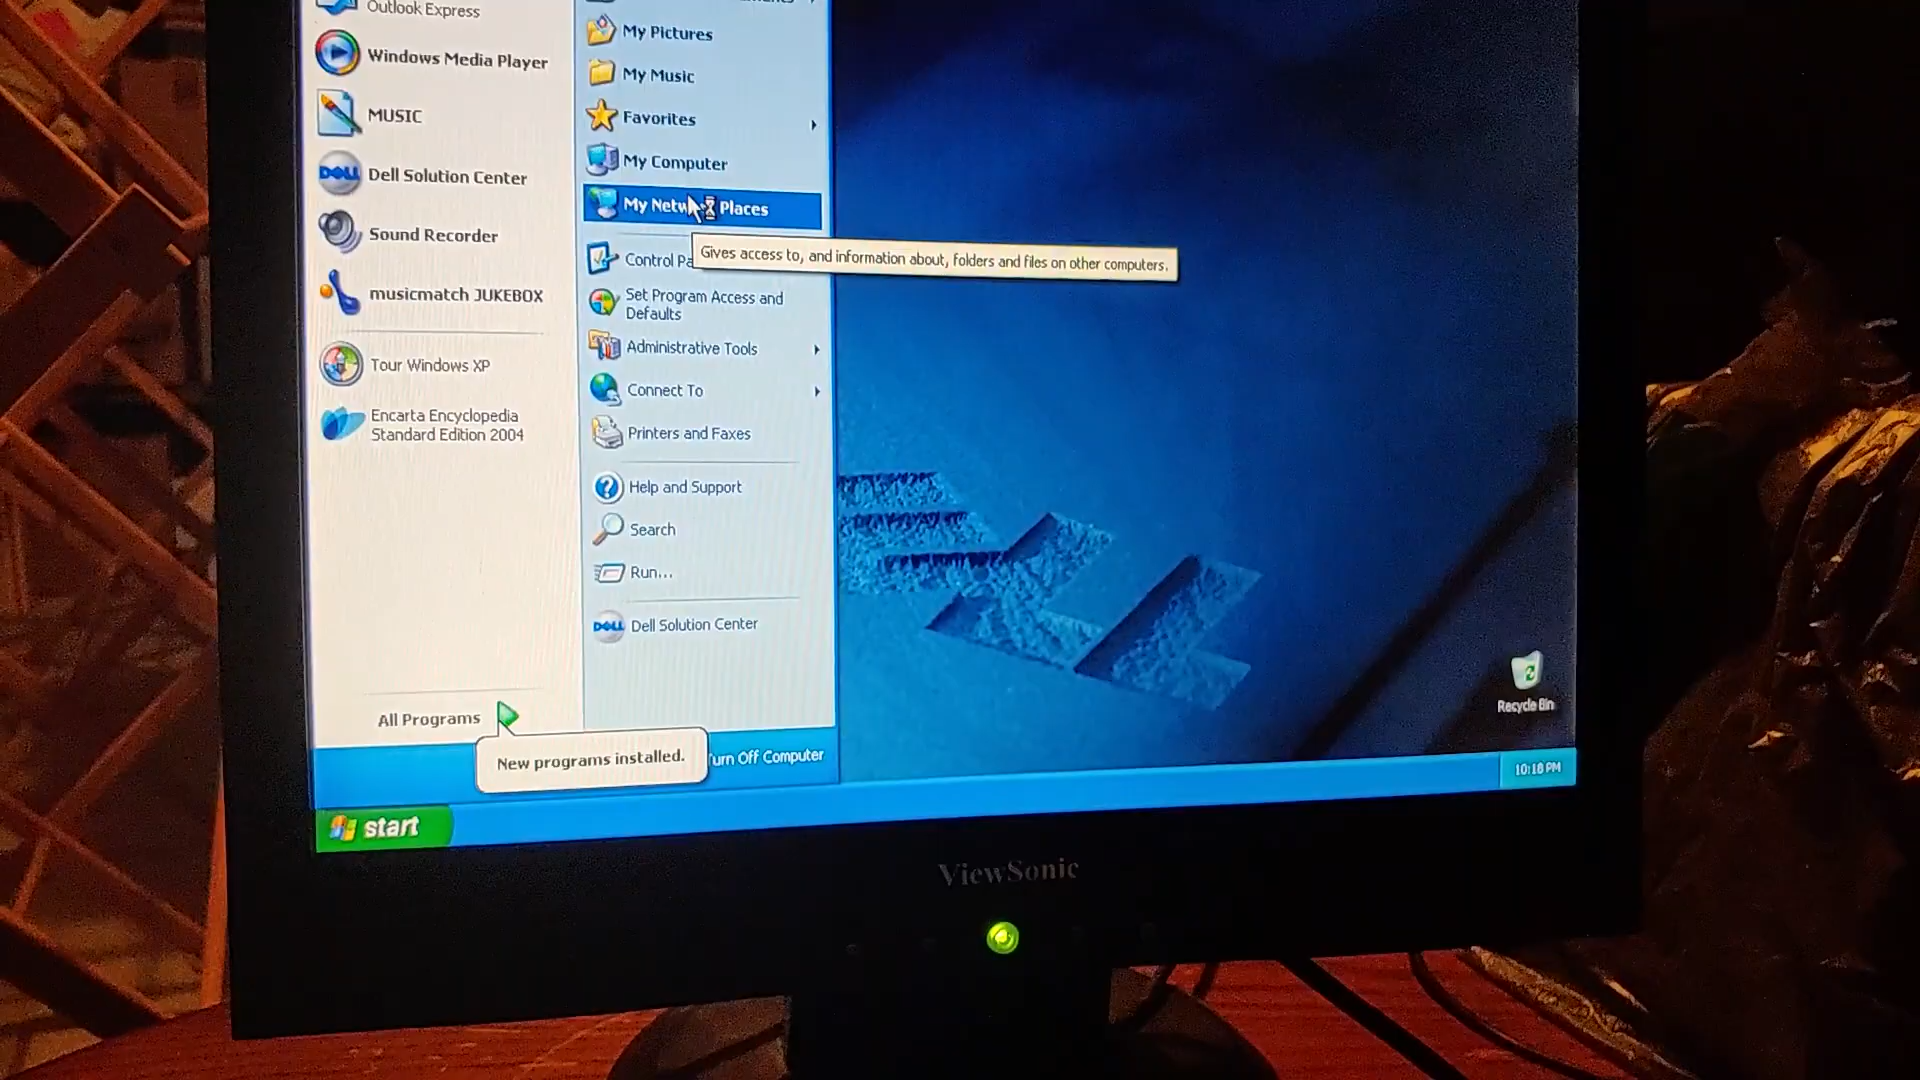 Outlook Express
Windows Media Player
MUSIC
Dell Solution Center
Sound Recorder
musicmatch JUKEBOX
Tour Windows XP
Encarta Encyclopedia
Standard Edition 2004
All Programs
New programs installed.
My Pictures
My Music
Favorites
My Computer
My Netw Places
Gives access to, and information about, folders and files on other computers.
Control Pa
Set Program Access and
Defaults
Administrative Tools
Connect To
Printers and Faxes
Help and Support
Search
Run...
DELL Dell Solution Center
Turn Off Computer
Recycle Bin
start
10:18 PM
ViewSonic